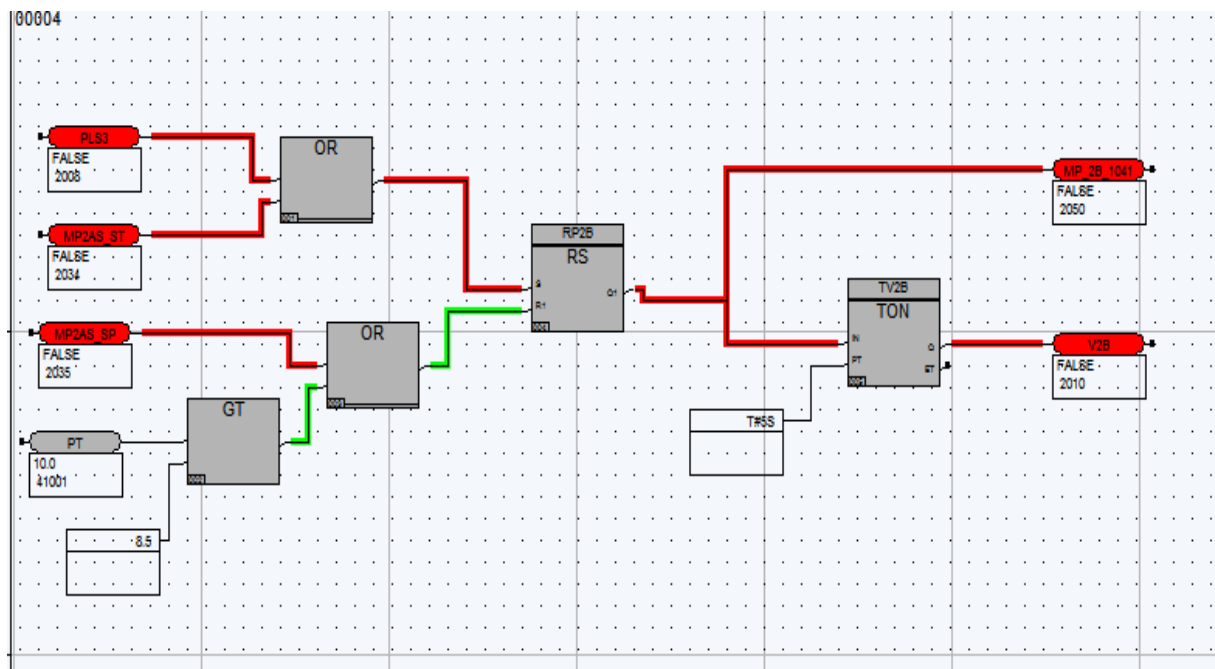 00004
PLS3
FALSE
2008
OR
MP2AS_ST
FALSE
2034
RP2B
RS
S
R1
Q1
MP_2B_1041
FALSE
2050
MP2AS_SP
FALSE
2035
OR
TV2B
TON
IN
PT
Q
ET
V2B
FALSE
2010
GT
PT
10.0
41001
T#5S
8.5